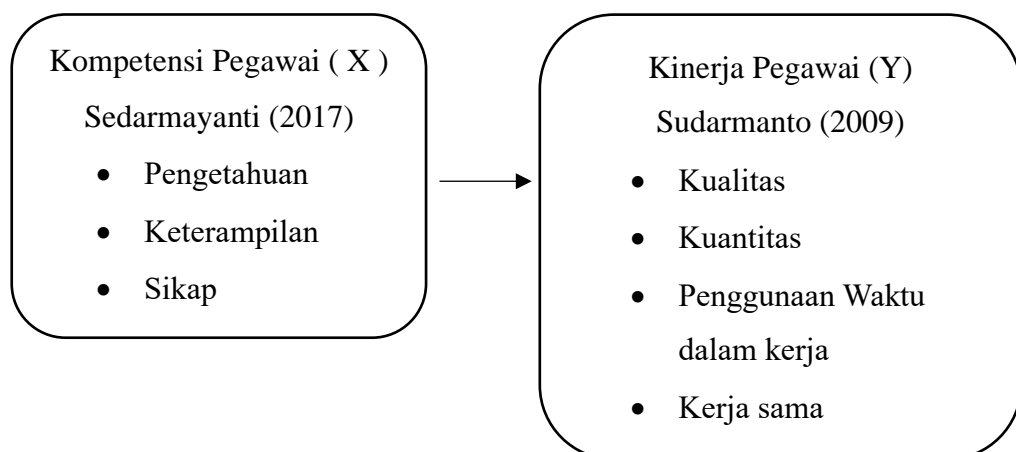 Kompetensi Pegawai ( X )
Sedarmayanti (2017)
• Pengetahuan
• Keterampilan
• Sikap
Kinerja Pegawai (Y)
Sudarmanto (2009)
• Kualitas
• Kuantitas
• Penggunaan Waktu
dalam kerja
• Kerja sama